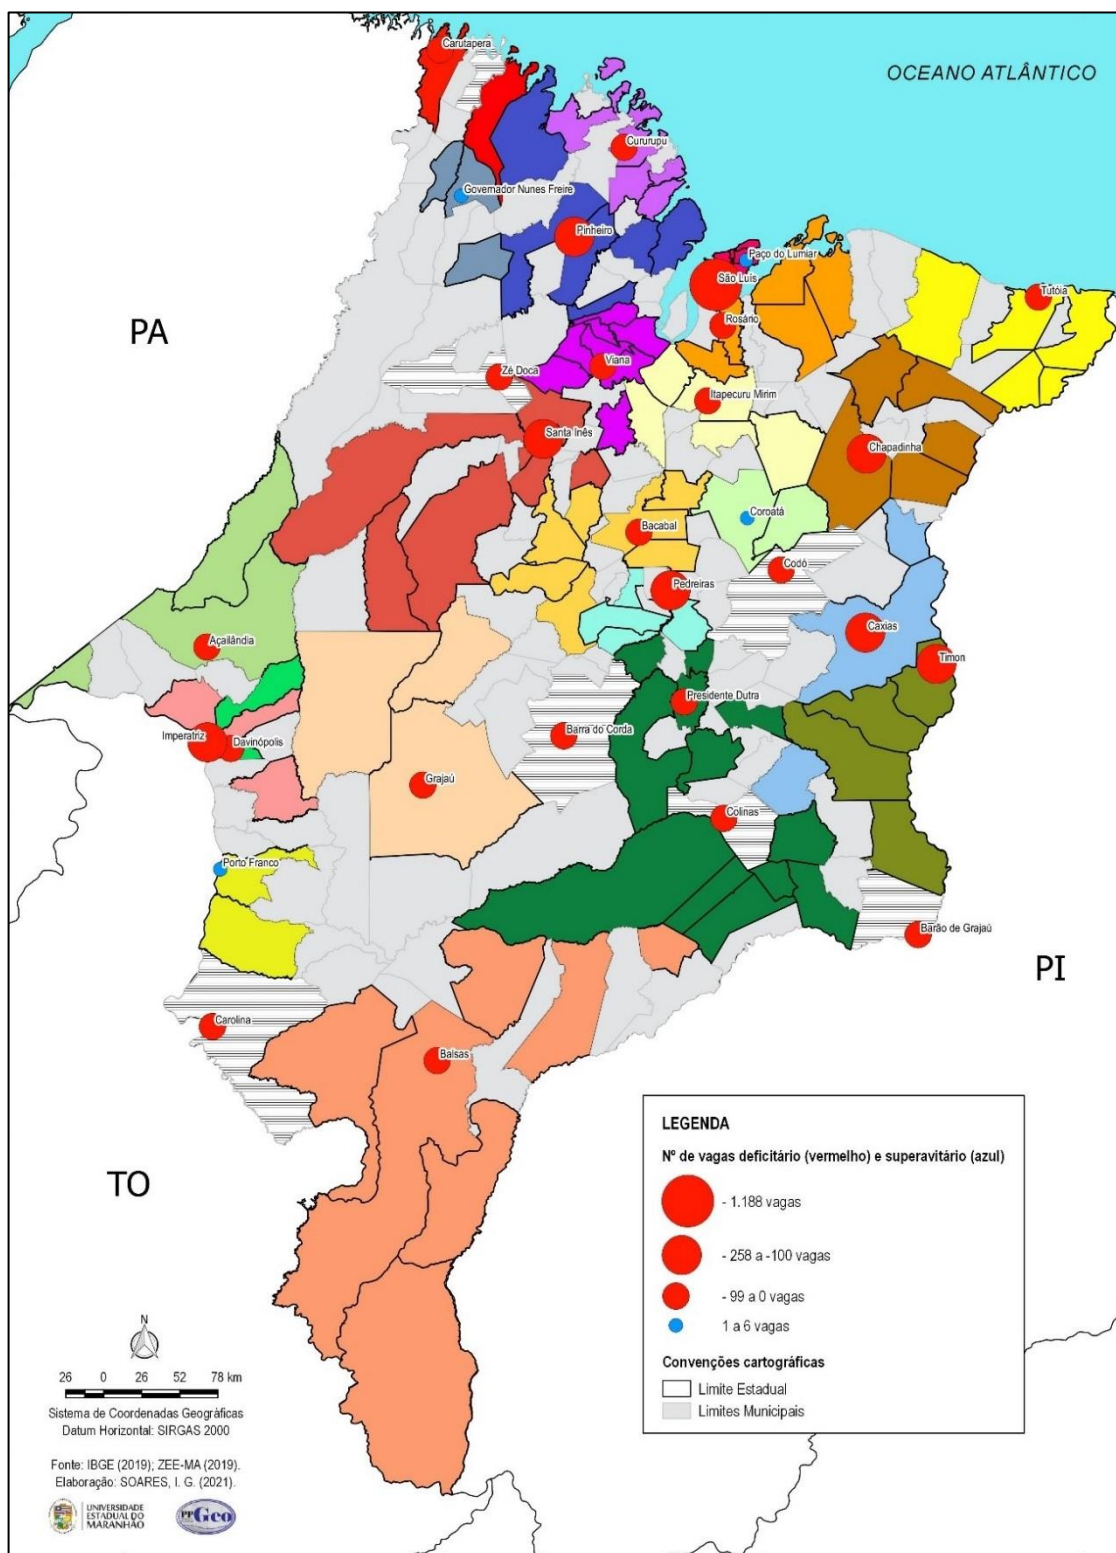 Carutapera
OCEANO ATLÂNTICO
Cururupu
Governador Nunes Freire
Pinheiro
Paço do Lumiar
São Luís
Tutóia
Rosário
PA
Viana
Zé Doca
Itapecuru Mirim
Santa Inês
Chapadinha
Coroatá
Bacabal
Codó
Pedreiras
Caxias
Açailândia
Timon
Presidente Dutra
Imperatriz
Davinópolis
Barra do Corda
Grajaú
Colinas
Porto Franco
Barão de Grajaú
PI
Carolina
Balsas
TO
LEGENDA
Nº de vagas deficitário (vermelho) e superavitário (azul)
- 1.188 vagas
- 258 a -100 vagas
- 99 a 0 vagas
1 a 6 vagas
Convenções cartográficas
Limite Estadual
Limites Municipais
N
26 0 26 52 78 km
Sistema de Coordenadas Geográficas
Datum Horizontal: SIRGAS 2000
Fonte: IBGE (2019); ZEE-MA (2019).
Elaboração: SOARES, I. G. (2021).
UNIVERSIDADE
ESTADUAL DO
MARANHÃO
PPGeo